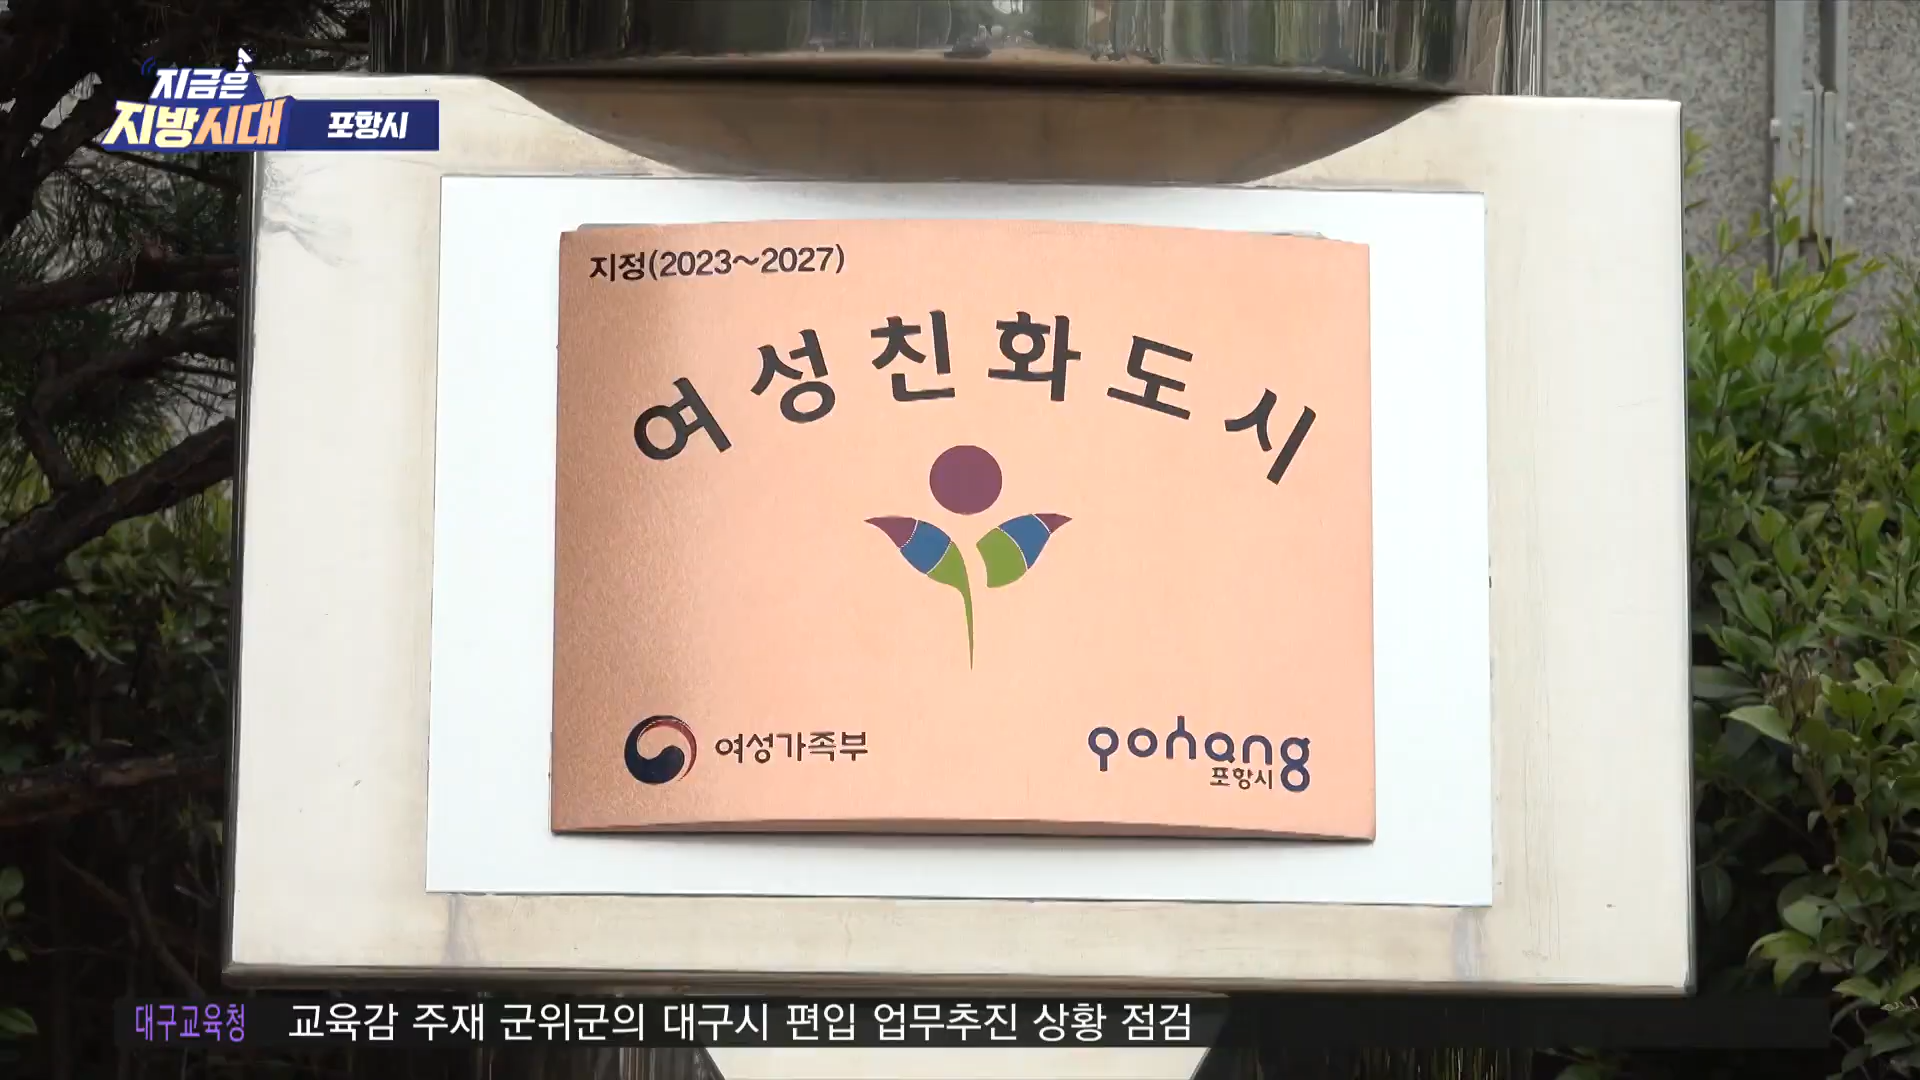 지금은
지방시대
포항시
지정(2023~2027)
여성친화도시
여성가족부
pohang
포항시
대구교육청 교육감 주재 군위군의 대구시 편입 업무추진 상황 점검